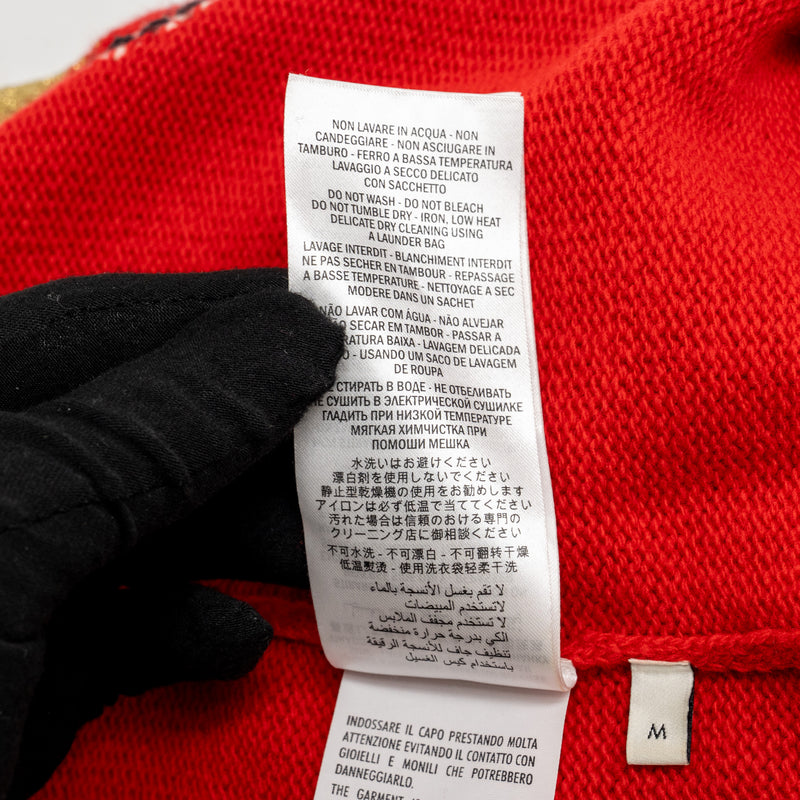 NON LAVARE IN ACQUA - NON
CANDEGGIARE - NON ASCIUGARE IN
TAMBURO - FERRO A BASSA TEMPERATURA
LAVAGGIO A SECCO DELICATO
CON SACCHETTO
DO NOT WASH - DO NOT BLEACH
DO NOT TUMBLE DRY - IRON, LOW HEAT
DELICATE DRY CLEANING USING
A LAUNDER BAG
LAVAGE INTERDIT - BLANCHIMENT INTERDIT
NE PAS SECHER EN TAMBOUR - REPASSAGE
A BASSE TEMPERATURE - NETTOYAGE A SEC
MODERE DANS UN SACHET
NÃO LAVAR COM ÁGUA - NÃO ALVEJAR
SECAR EM TAMBOR - PASSAR A
BAIXA - LAVAGEM DELICADA
- USANDO UM SACO DE LAVAGEM
DE ROUPA
СТИРАТЬ В ВОДЕ - НЕ ОТБЕЛИВАТЬ
СУШИТЬ В ЭЛЕКТРИЧЕСКОЙ СУШИЛКЕ
ГЛАДИТЬ ПРИ НИЗКОЙ ТЕМПЕРАТУРЕ
МЯГКАЯ ХИМЧИСТКА ПРИ
ПОМОШИ МЕШКА
水洗いはお避けください
漂白剤を使用しないでください
静止型乾燥機の使用をお勧めします
アイロンは必ず低温で当ててください
汚れた場合は信頼のおける専門の
クリーニング店に御相談ください
不可水洗 - 不可漂白 - 不可翻转干燥
低温熨烫 - 使用洗衣袋轻柔干洗
لا تقم بغسل الأنسجة بالماء
لاتستخدم المبيضات
لا تستخدم مجفف الملابس
الكي بدرجة حرارة منخفضة
تنظيف جاف للأنسجة الرقيقة
باستخدام كيس الغسيل
INDOSSARE IL CAPO PRESTANDO MOLTA
ATTENZIONE EVITANDO IL CONTATTO CON
GIOIELLI E MONILI CHE POTREBBERO
DANNEGGIARLO.
THE GARMENT
M